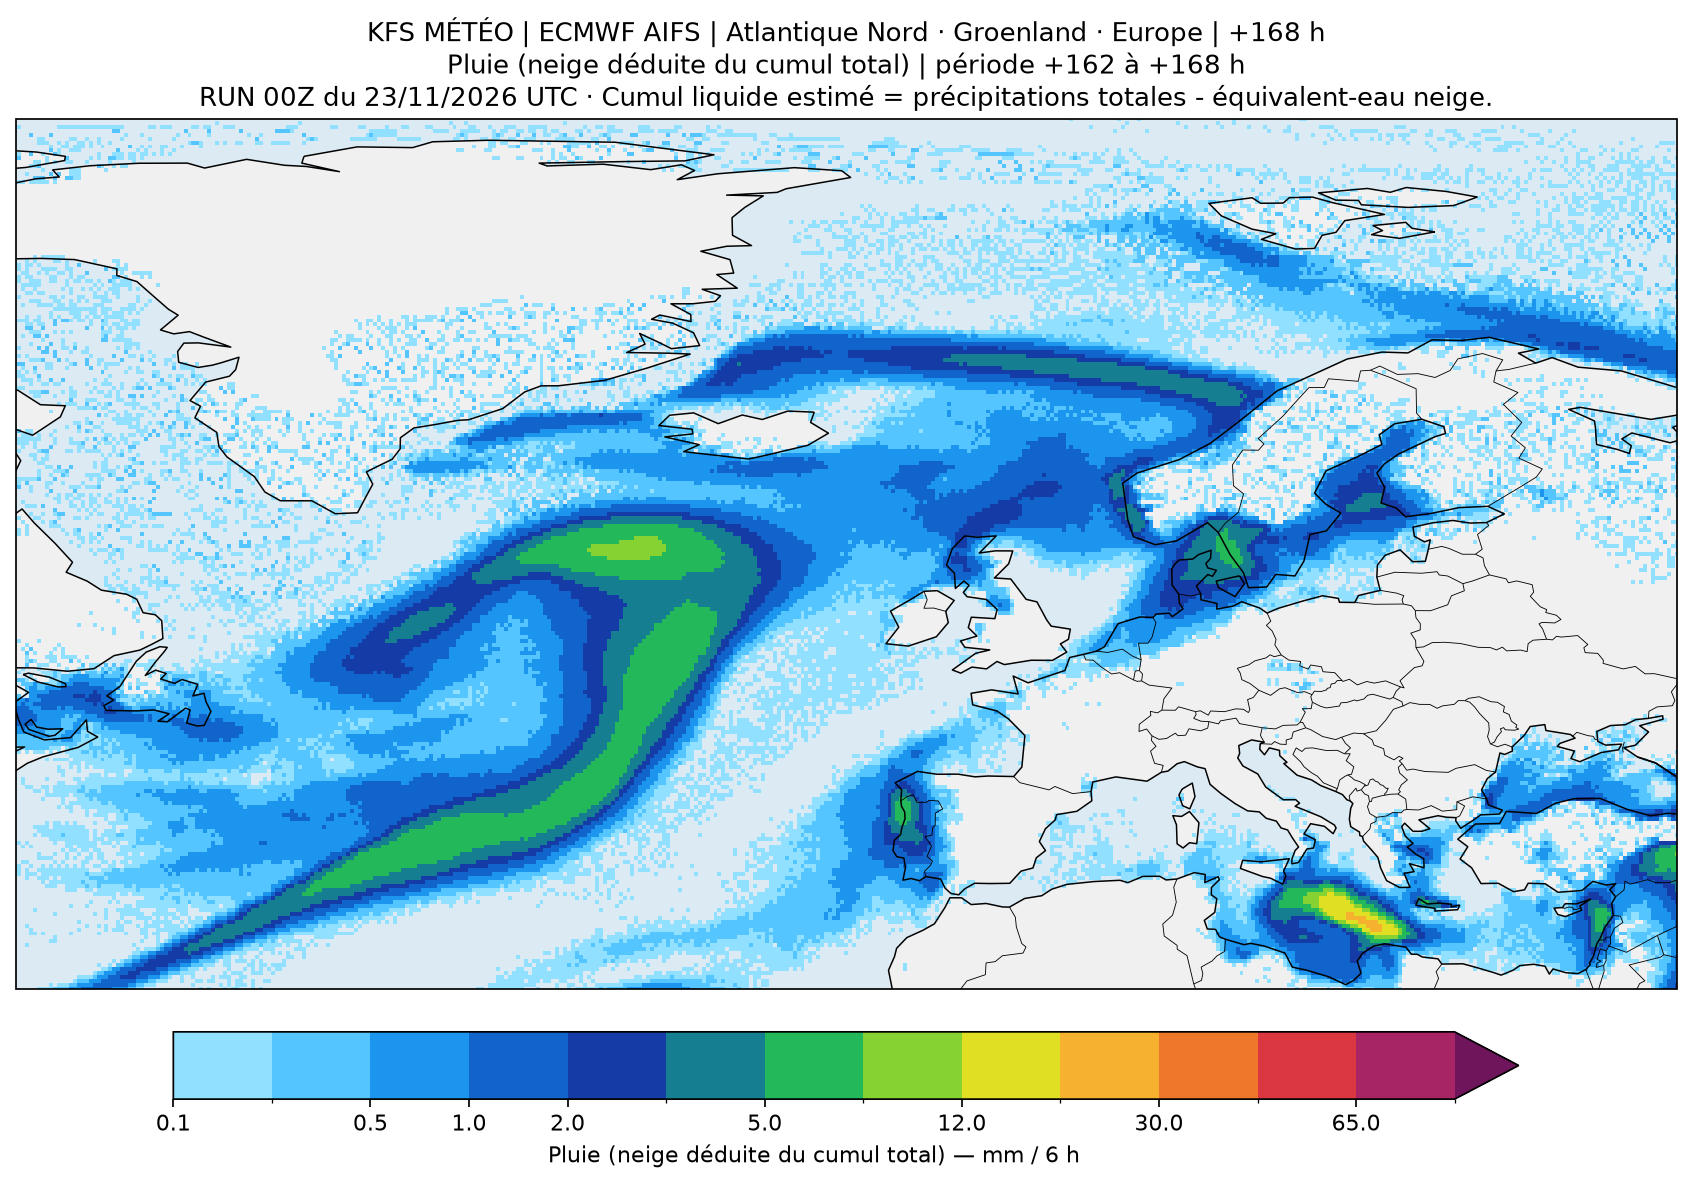 KFS MÉTÉO | ECMWF AIFS | Atlantique Nord · Groenland · Europe | +168 h
Pluie (neige déduite du cumul total) | période +162 à +168 h
RUN 00Z du 23/11/2026 UTC · Cumul liquide estimé = précipitations totales - équivalent-eau neige.
0.1 0.5 1.0 2.0 5.0 12.0 30.0 65.0
Pluie (neige déduite du cumul total) — mm / 6 h